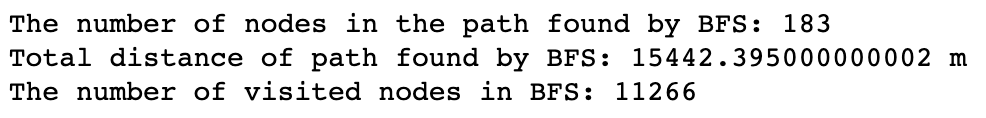 The number of nodes in the path found by BFS: 183
Total distance of path found by BFS: 15442.395000000002 m
The number of visited nodes in BFS: 11266